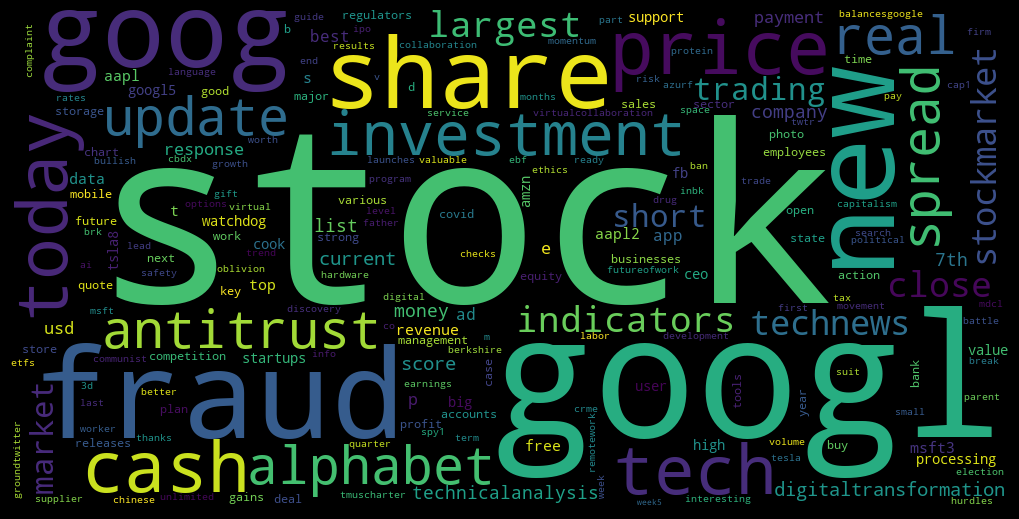 complaint
goog
guide
b
best
regulators
results
s
aapl
googl5
language
good
rates
storage
major
update
worth
chart
bullish
cbdx
response
growth
today
data
mobile
gift
virtual
options
future
brk
t
watchdog
work
tsla8
lead
next
cook
ai
safety
oblivion
trend
quote
key
top
msft
usd
largest
ipo
part
support
collaboration
momentum
end
share
v
d
months
service
virtualcollaboration
investment
launches
valuable
ebf
ready
program
ethics
various
level
father
list
strong
current
hardware
discovery
covid
checks
amzn
e
equity
stock
price
payment
protein
risk
azurf
sales
sector
space
trading
company
twtr
photo
employees
fb
ban
trade
inbk
drug
short
aapl2
app
businesses
futureofwork
ceo
open
state
balancesgoogle
firm
real
time
pay
cap1
new
spread
stockmarket
capitalism
search
political
7th
action
tax
close
first
movement
mdcl
battle
antitrust
digital
money
ad
co
revenue
m
management
berkshire
indicators
labor
development
technews
value
break
etfs
store
communist
competition
startups
info
score
case
fraud
3d
better
last
plan
earnings
p
big
accounts
worker
profit
releases
thanks
quarter
spy1
term
market
groundtwitter
supplier
cash
chinese
unlimited
gains
alphabet
deal
tmuscharter
technicalanalysis
googl
free
crme
remotework
week
user
tools
high
year
suit
volume
tesla
buy
bank
small
parent
msft3
processing
election
tech
week5
interesting
digitaltransformation
hurdles